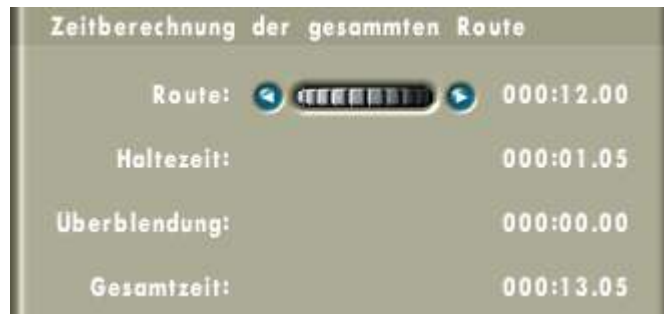 Zeitberechnung der gesammten Route
Route: 000:12.00
Haltezeit: 000:01.05
Überblendung: 000:00.00
Gesamtzeit: 000:13.05